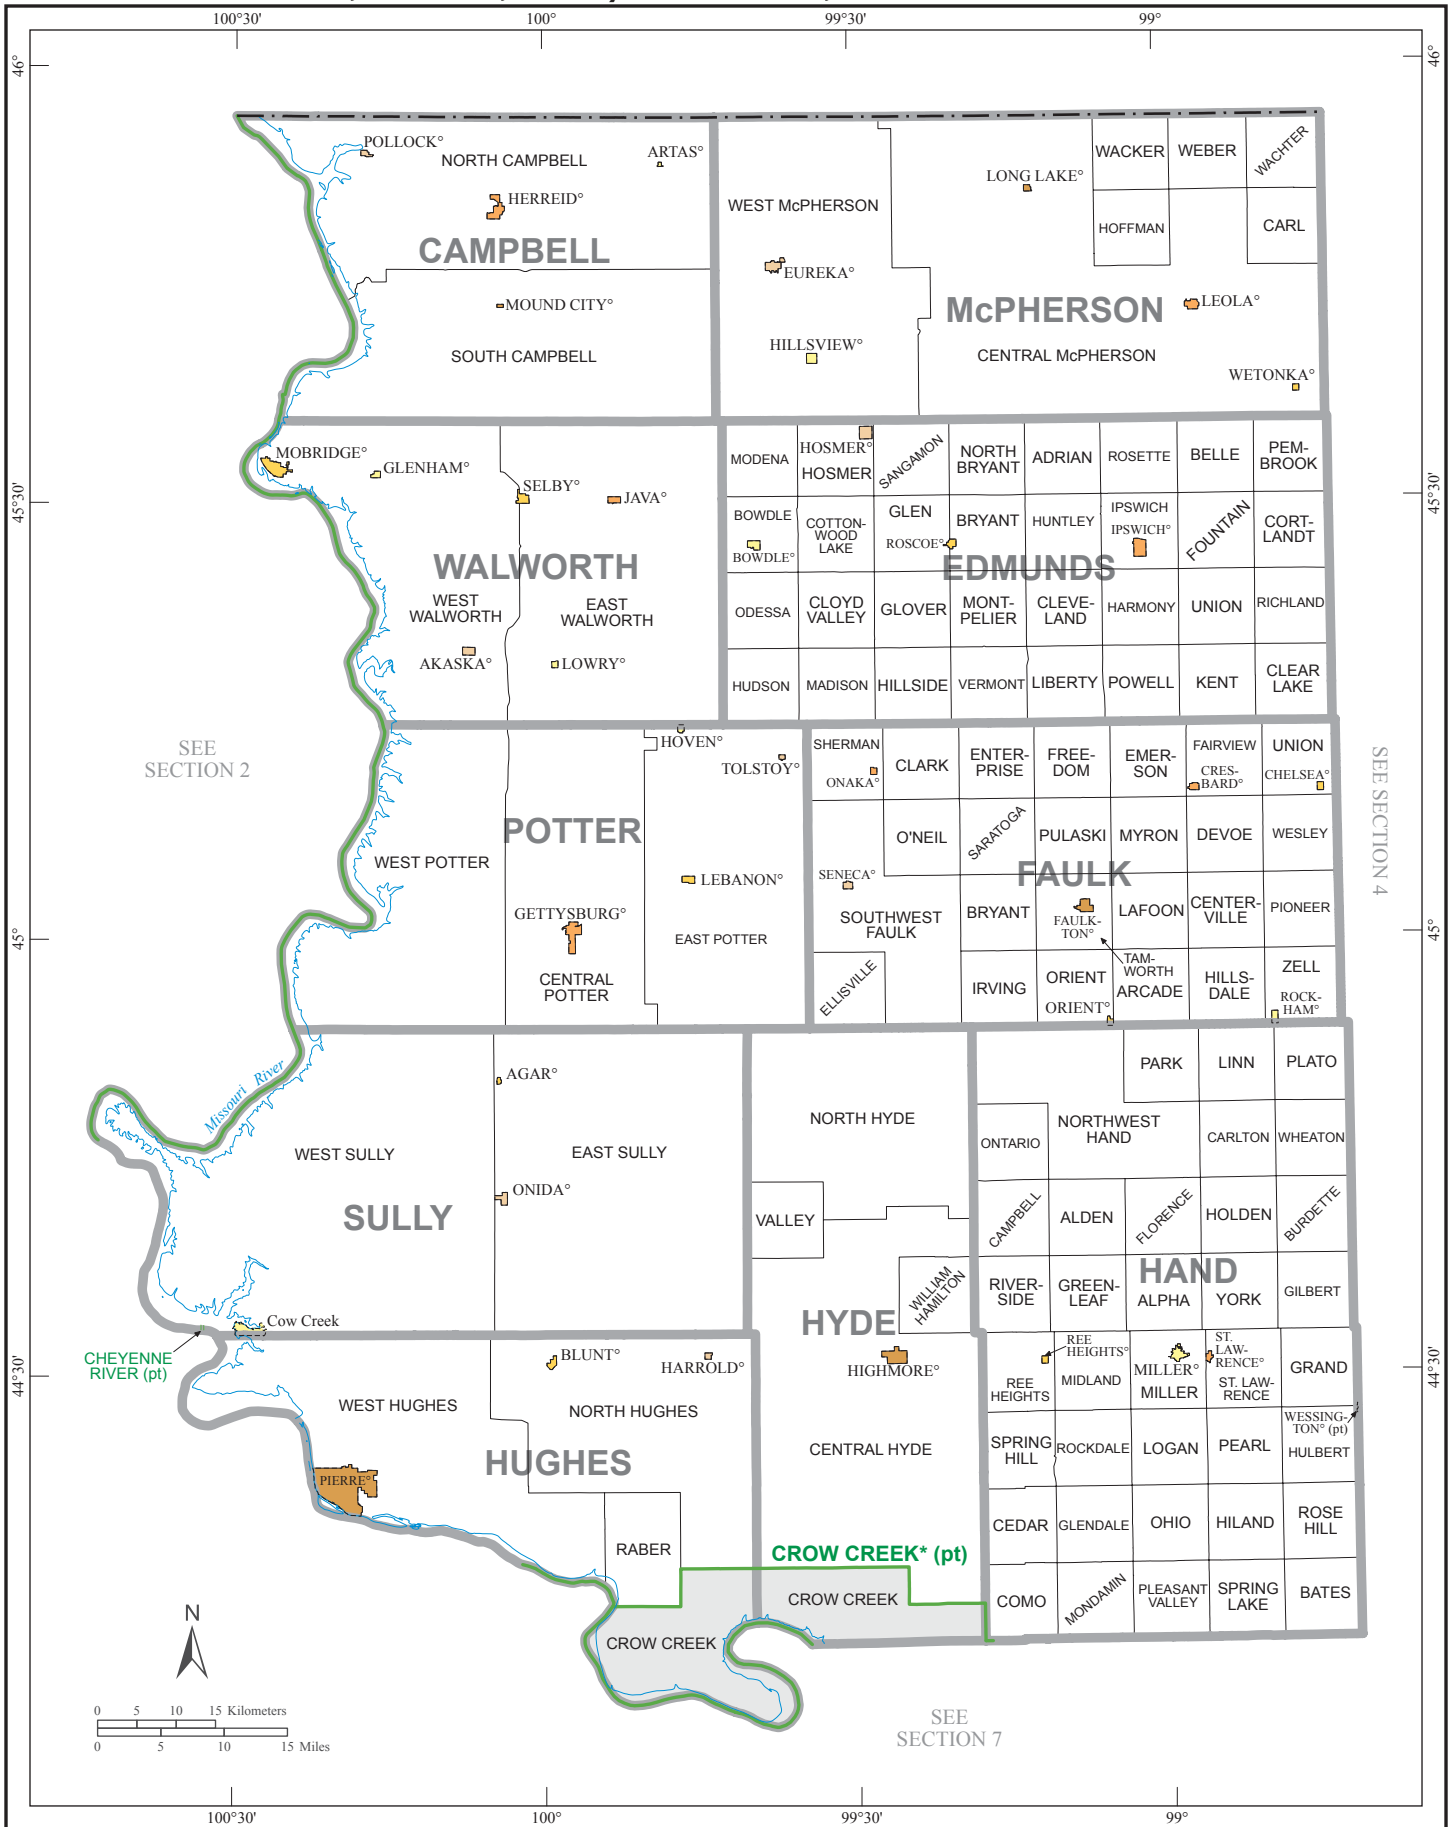 100°30'
100°
99°30'
99°
46°
46°
POLLOCK°
NORTH CAMPBELL
ARTAS°
HERREID°
CAMPBELL
MOUND CITY°
SOUTH CAMPBELL
WEST McPHERSON
LONG LAKE°
WACKER
WEBER
WACHTER
HOFFMAN
CARL
EUREKA°
McPHERSON
LEOLA°
HILLSVIEW°
CENTRAL McPHERSON
WETONKA°
45°30'
45°30'
MOBRIDGE°
GLENHAM°
SELBY°
JAVA°
WALWORTH
WEST
WALWORTH
EAST
WALWORTH
AKASKA°
LOWRY°
MODENA
HOSMER°
HOSMER
SANGAMON
NORTH
BRYANT
ADRIAN
ROSETTE
BELLE
PEM-
BROOK
BOWDLE
BOWDLE°
COTTON-
WOOD
LAKE
GLEN
ROSCOE°
BRYANT
HUNTLEY
IPSWICH
IPSWICH°
FOUNTAIN
CORT-
LANDT
EDMUNDS
ODESSA
CLOYD
VALLEY
GLOVER
MONT-
PELIER
CLEVE-
LAND
HARMONY
UNION
RICHLAND
HUDSON
MADISON
HILLSIDE
VERMONT
LIBERTY
POWELL
KENT
CLEAR
LAKE
SEE
SECTION 2
SEE SECTION 4
HOVEN°
TOLSTOY°
POTTER
WEST POTTER
LEBANON°
GETTYSBURG°
EAST POTTER
CENTRAL
POTTER
SHERMAN
ONAKA°
CLARK
ENTER-
PRISE
FREE-
DOM
EMER-
SON
FAIRVIEW
CRES-
BARD°
UNION
CHELSEA°
O'NEIL
SARATOGA
PULASKI
MYRON
DEVOE
WESLEY
FAULK
SENECA°
SOUTHWEST
FAULK
BRYANT
FAULK-
TON°
LAFOON
CENTER-
VILLE
PIONEER
TAM-
WORTH
ELLISVILLE
IRVING
ORIENT
ORIENT°
ARCADE
HILLS-
DALE
ZELL
ROCK-
HAM°
45°
45°
Missouri River
AGAR°
WEST SULLY
EAST SULLY
ONIDA°
SULLY
Cow Creek
CHEYENNE
RIVER (pt)
NORTH HYDE
VALLEY
WILLIAM
HAMILTON
HYDE
HIGHMORE°
CENTRAL HYDE
PARK
LINN
PLATO
NORTHWEST
HAND
ONTARIO
CARLTON
WHEATON
CAMPBELL
ALDEN
FLORENCE
HOLDEN
BURDETTE
HAND
RIVER-
SIDE
GREEN-
LEAF
ALPHA
YORK
GILBERT
REE
HEIGHTS°
REE
HEIGHTS
MIDLAND
MILLER°
MILLER
ST.
LAW-
RENCE°
ST. LAW-
RENCE
GRAND
WESSING-
TON° (pt)
SPRING
HILL
ROCKDALE
LOGAN
PEARL
HULBERT
CEDAR
GLENDALE
OHIO
HILAND
ROSE
HILL
COMO
MONDAMIN
PLEASANT
VALLEY
SPRING
LAKE
BATES
44°30'
44°30'
BLUNT°
HARROLD°
WEST HUGHES
NORTH HUGHES
HUGHES
PIERRE°
RABER
CROW CREEK* (pt)
CROW CREEK
CROW CREEK
N
0 5 10 15 Kilometers
0 5 10 15 Miles
SEE
SECTION 7
100°30'
100°
99°30'
99°